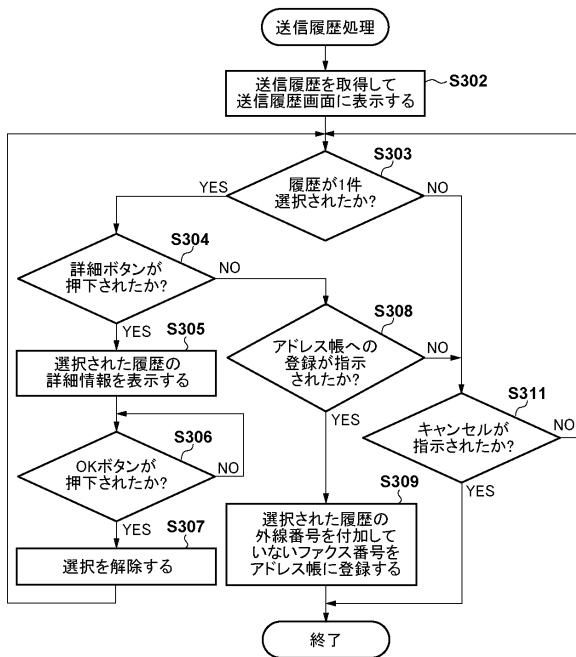 送信履歴処理
S302
送信履歴を取得して
送信履歴画面に表示する
S303
履歴が1件
選択されたか?
YES
NO
S304
詳細ボタンが
押下されたか?
NO
YES
S308
アドレス帳への
登録が指示
されたか?
NO
YES
S305
選択された履歴の
詳細情報を表示する
S311
キャンセルが
指示されたか?
NO
YES
S306
OKボタンが
押下されたか?
NO
YES
S309
選択された履歴の
外線番号を付加して
いないファクス番号を
アドレス帳に登録する
S307
選択を解除する
終了